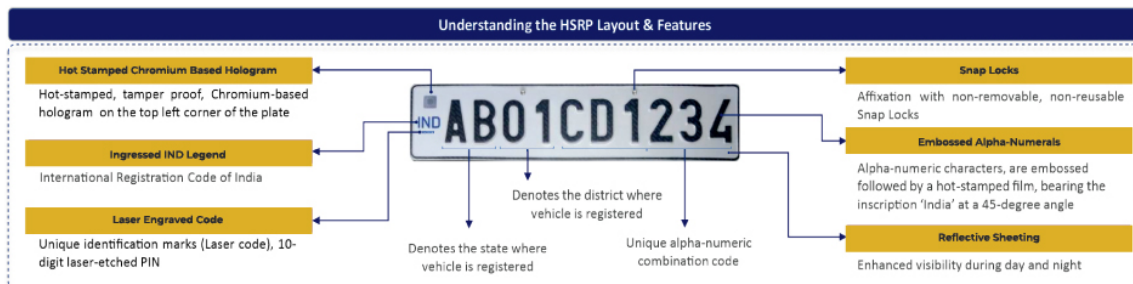 Understanding the HSRP Layout & Features
Hot Stamped Chromium Based Hologram
Hot-stamped, tamper proof, Chromium-based
hologram on the top left corner of the plate
Ingressed IND Legend
International Registration Code of India
Laser Engraved Code
Unique identification marks (Laser code), 10-
digit laser-etched PIN
IND
AB01CD1234
Denotes the district where
vehicle is registered
Denotes the state where
vehicle is registered
Unique alpha-numeric
combination code
Snap Locks
Affixation with non-removable, non-reusable
Snap Locks
Embossed Alpha-Numerals
Alpha-numeric characters, are embossed
followed by a hot-stamped film, bearing the
inscription ‘India’ at a 45-degree angle
Reflective Sheeting
Enhanced visibility during day and night